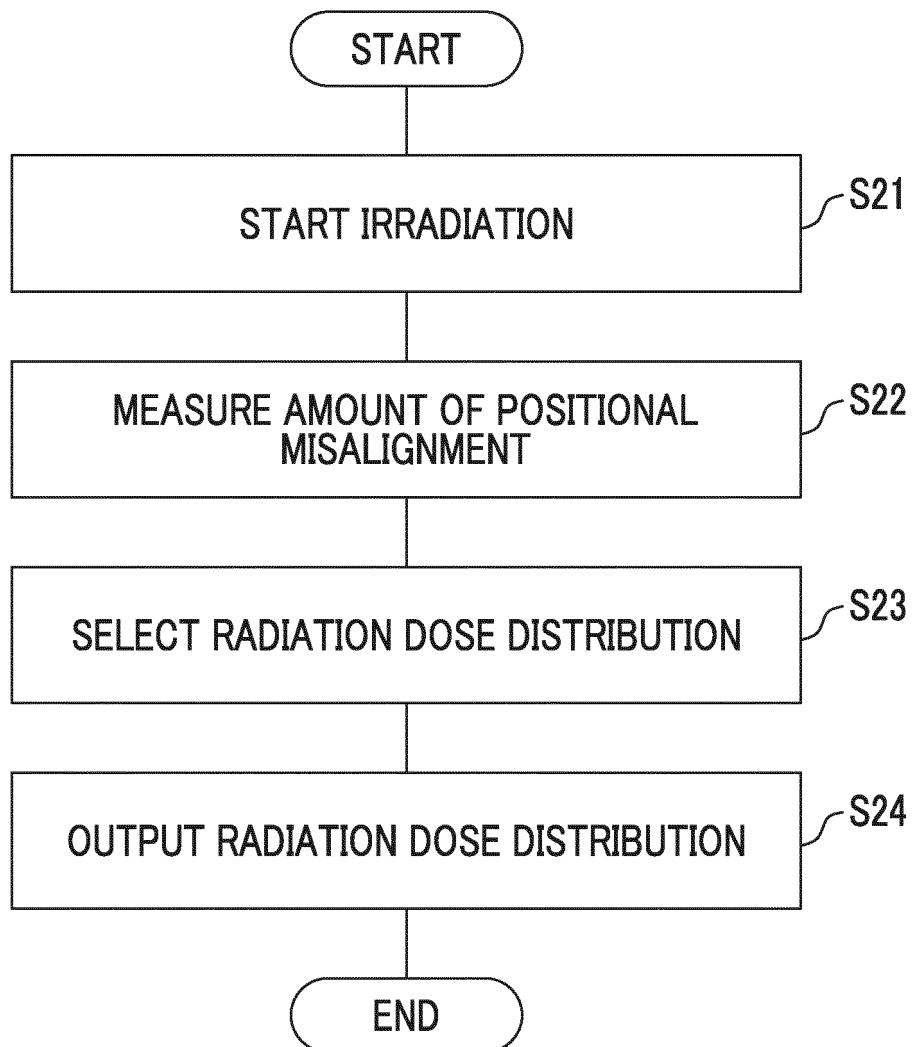 START
START IRRADIATION
S21
MEASURE AMOUNT OF POSITIONAL
MISALIGNMENT
S22
SELECT RADIATION DOSE DISTRIBUTION
S23
OUTPUT RADIATION DOSE DISTRIBUTION
S24
END